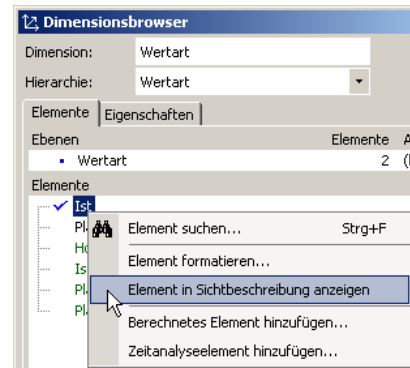 Dimensionsbrowser
Dimension: Wertart
Hierarchie: Wertart
Elemente Eigenschaften
Ebenen Elemente
Wertart 2
Elemente
Ist
Element suchen... Strg+F
Element formatieren...
Element in Sichtbeschreibung anzeigen
Berechnetes Element hinzufügen...
Zeitanalyseelement hinzufügen...